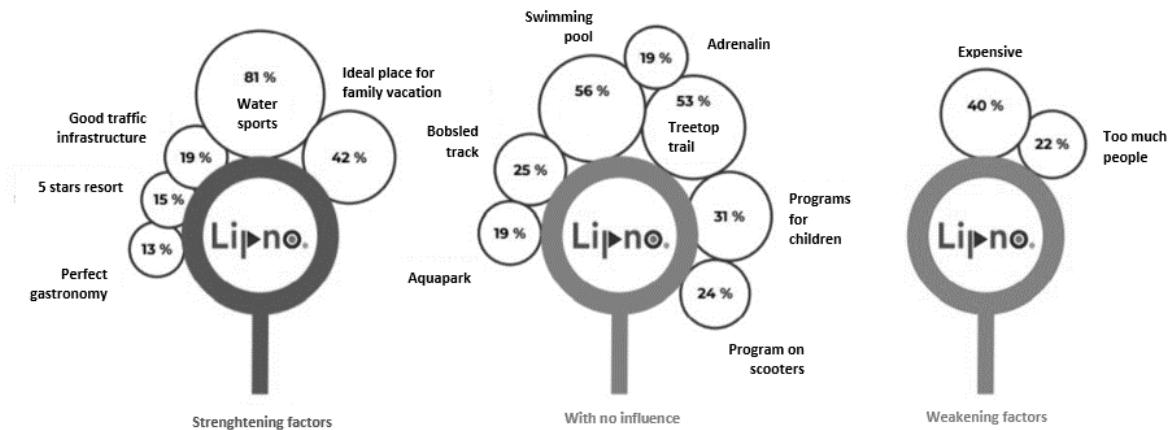 81 %
Water
sports
Ideal place for
family vacation
42 %
Good traffic
infrastructure
19 %
5 stars resort
15 %
13 %
Perfect
gastronomy
Lipno.
Strenghtening factors
Swimming
pool
56 %
19 %
Adrenalin
53 %
Treetop
trail
Bobsled
track
25 %
19 %
Aquapark
31 %
Programs
for
children
24 %
Program on
scooters
Lipno.
With no influence
Expensive
40 %
22 %
Too much
people
Lipno.
Weakening factors